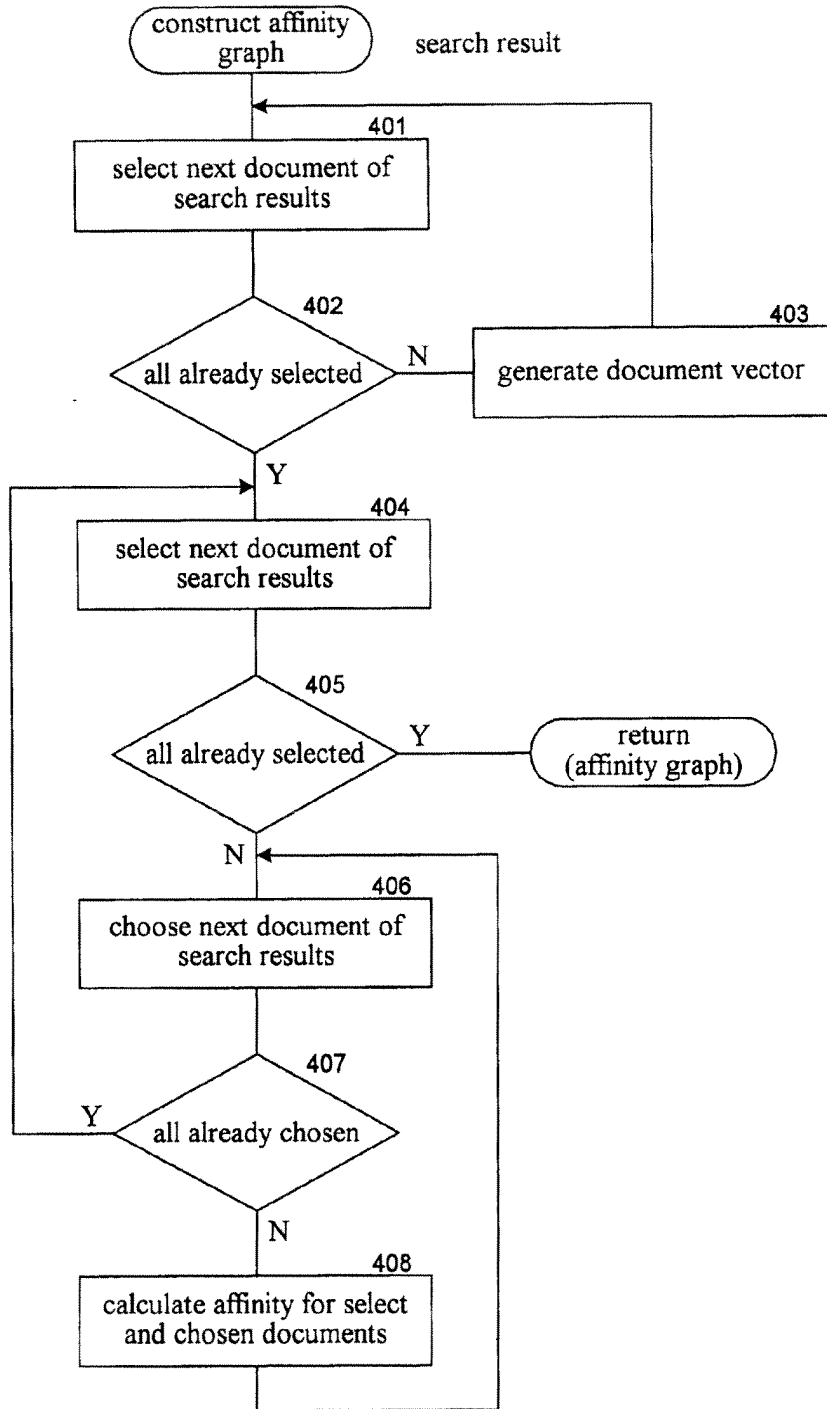 construct affinity
graph
search result
401
select next document of
search results
402
all already selected
N
403
generate document vector
Y
404
select next document of
search results
405
all already selected
Y
return
(affinity graph)
N
406
choose next document of
search results
407
Y
all already chosen
N
408
calculate affinity for select
and chosen documents